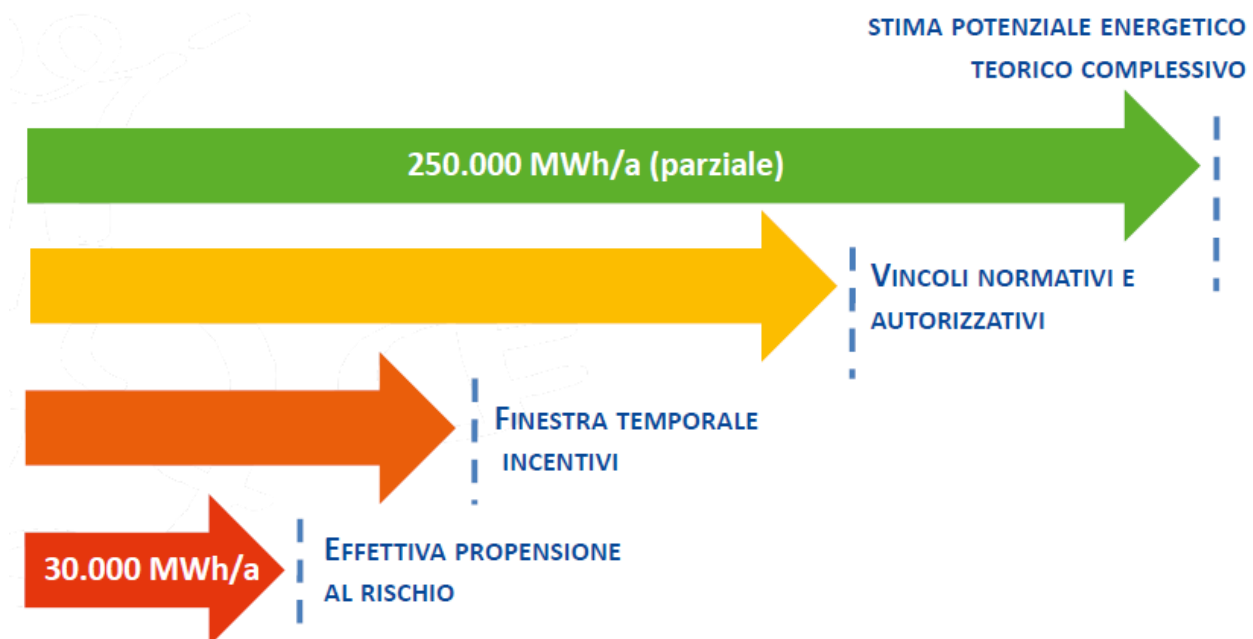 STIMA POTENZIALE ENERGETICO
TEORICO COMPLESSIVO
250.000 MWh/a (parziale)
VINCOLI NORMATIVI E
AUTORIZZATIVI
FINESTRA TEMPORALE
INCENTIVI
30.000 MWh/a
EFFETTIVA PROPENSIONE
AL RISCHIO